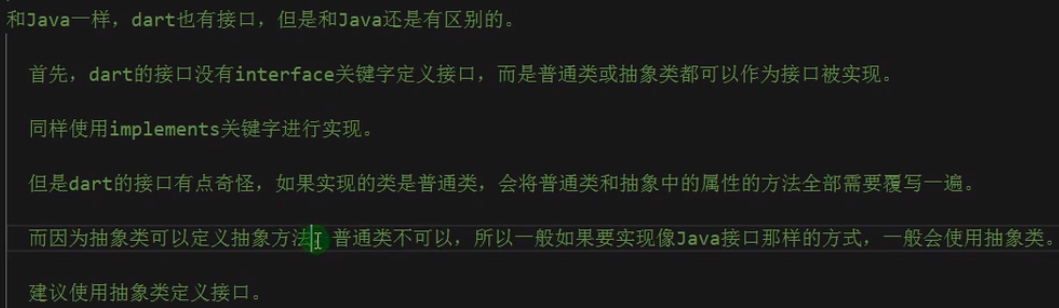 和Java一样，dart也有接口，但是和Java还是有区别的。
首先，dart的接口没有interface关键字定义接口，而是普通类或抽象类都可以作为接口被实现。
同样使用implements关键字进行实现。
但是dart的接口有点奇怪，如果实现的类是普通类，会将普通类和抽象中的属性的方法全部需要覆写一遍。
而因为抽象类可以定义抽象方法，普通类不可以，所以一般如果要实现像Java接口那样的方式，一般会使用抽象类。
建议使用抽象类定义接口。